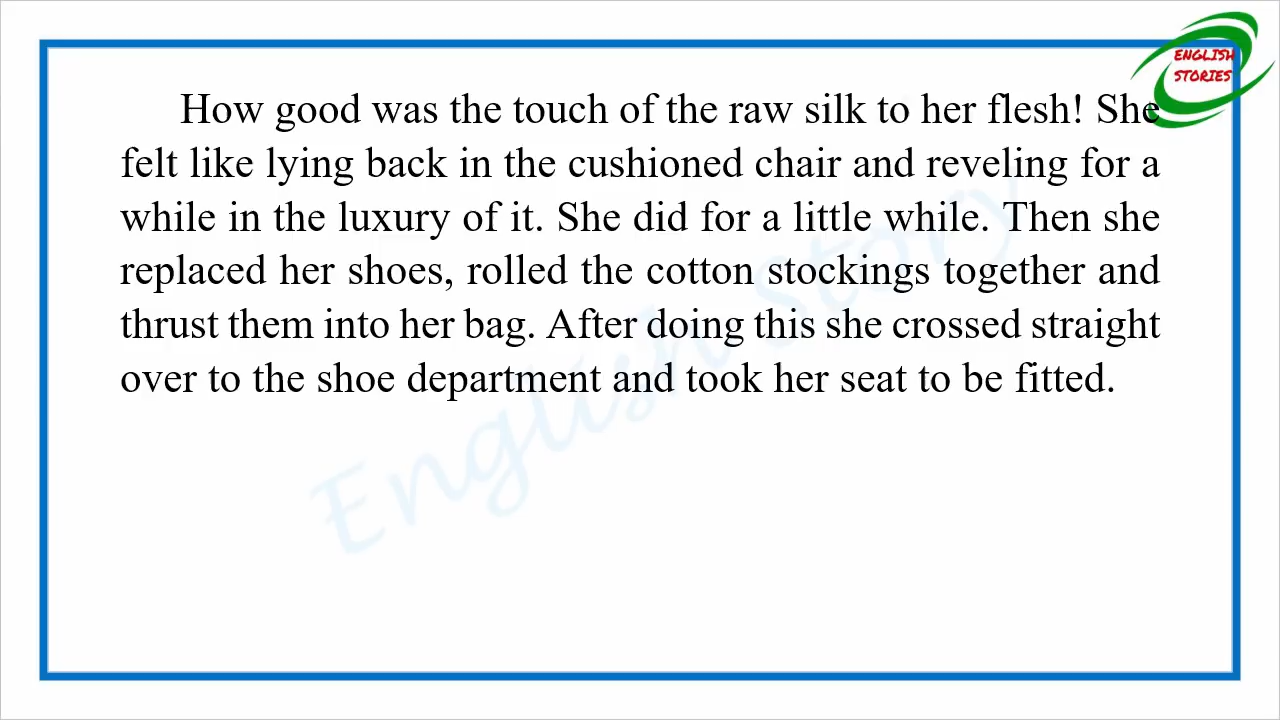 ENGLISH
STORIES
How good was the touch of the raw silk to her flesh! She
felt like lying back in the cushioned chair and reveling for a
while in the luxury of it. She did for a little while. Then she
replaced her shoes, rolled the cotton stockings together and
thrust them into her bag. After doing this she crossed straight
over to the shoe department and took her seat to be fitted.
English Story